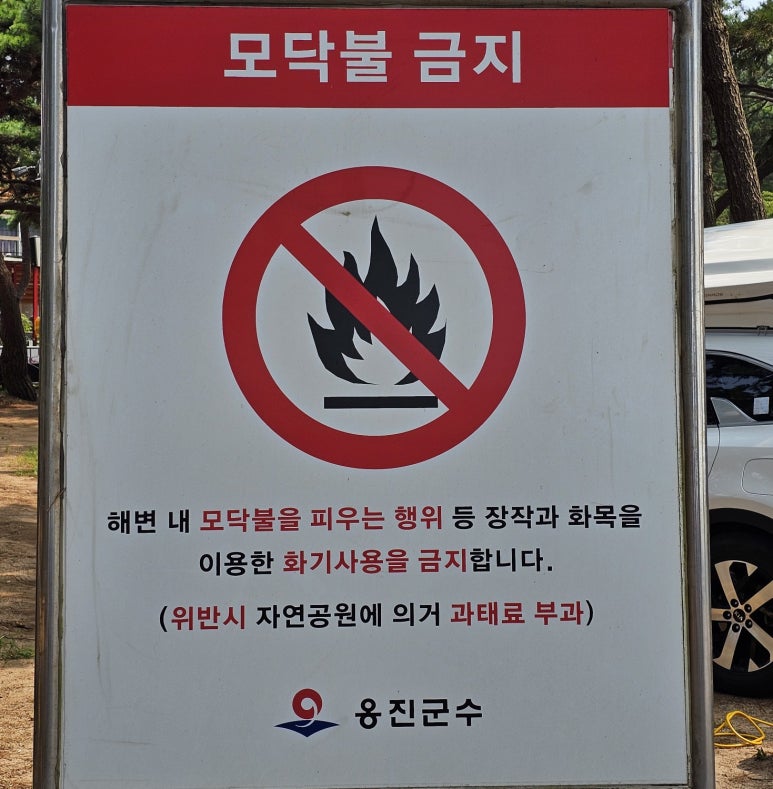 모닥불 금지
해변 내 모닥불을 피우는 행위 등 장작과 화목을
이용한 화기사용을 금지합니다.
(위반시 자연공원에 의거 과태료 부과)
옹진군수